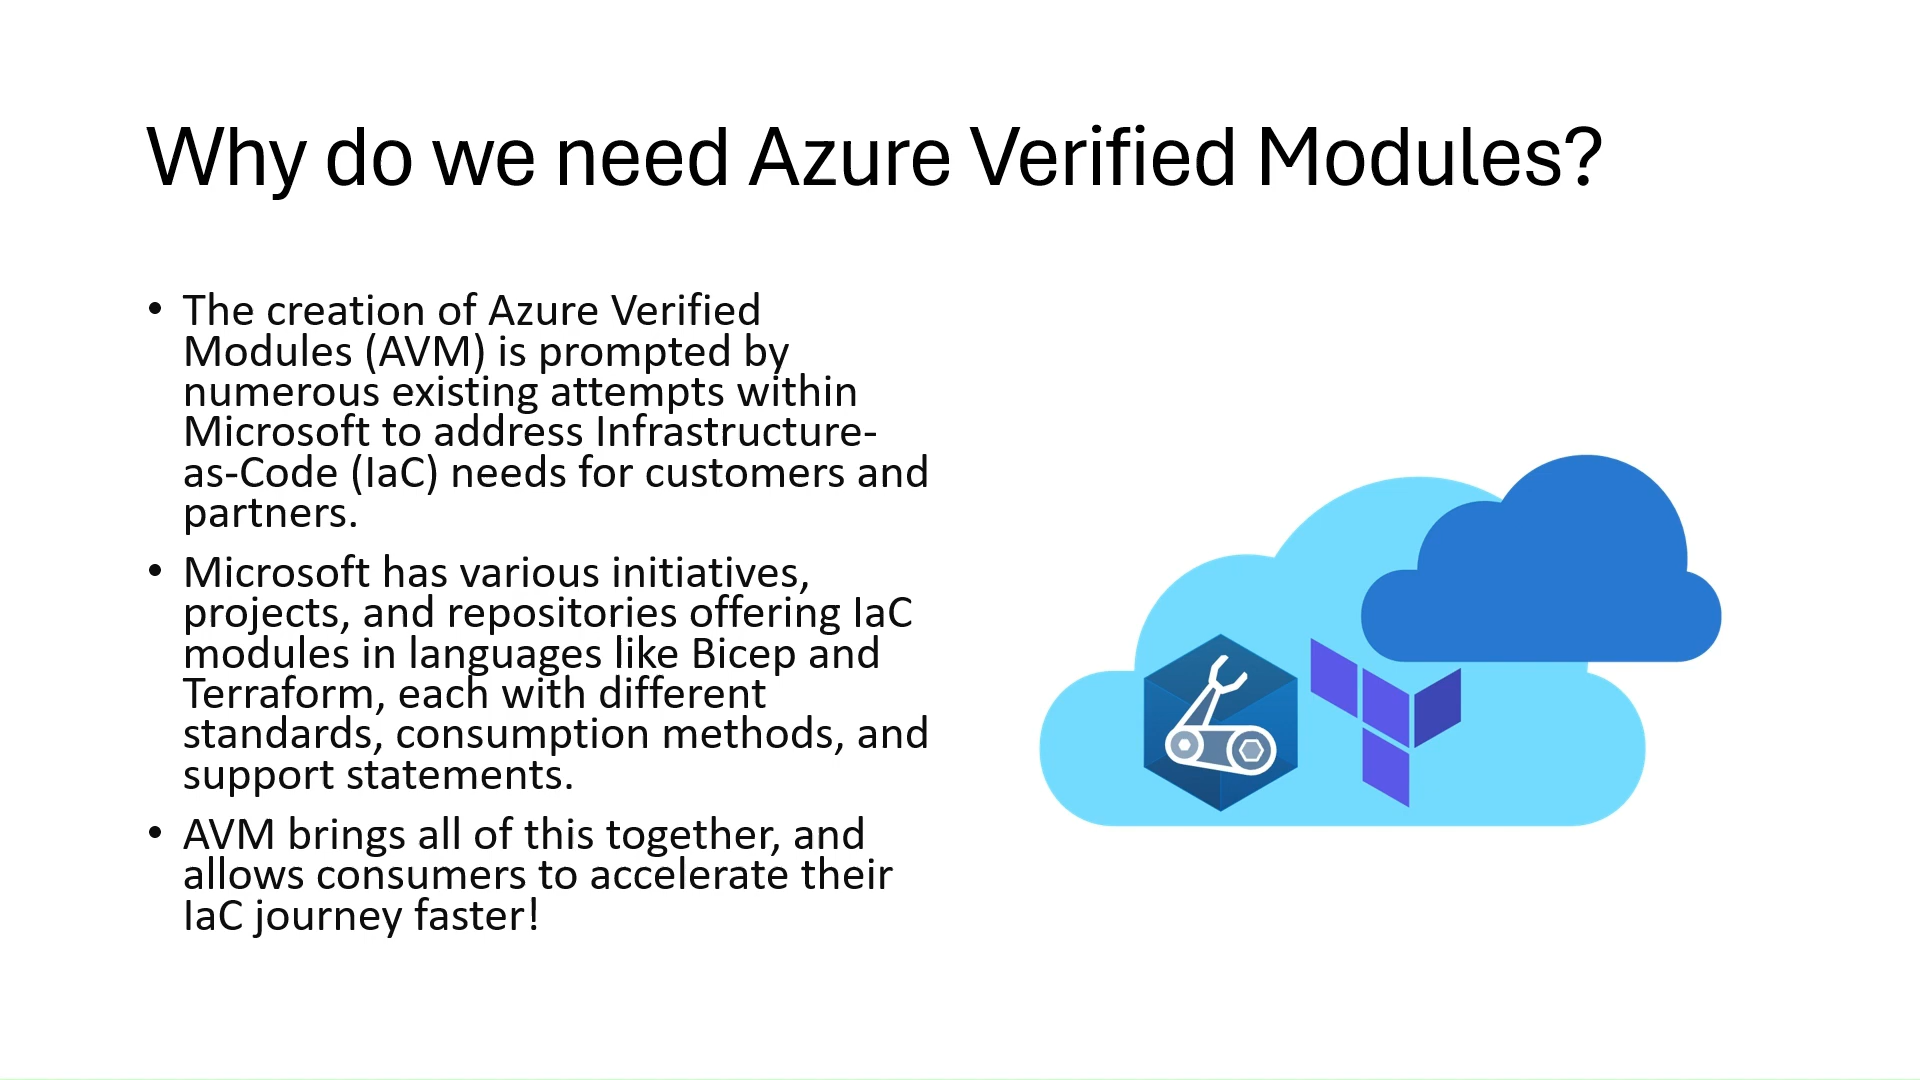 Why do we need Azure Verified Modules?
• The creation of Azure Verified
Modules (AVM) is prompted by
numerous existing attempts within
Microsoft to address Infrastructure-
as-Code (IaC) needs for customers and
partners.
• Microsoft has various initiatives,
projects, and repositories offering IaC
modules in languages like Bicep and
Terraform, each with different
standards, consumption methods, and
support statements.
• AVM brings all of this together, and
allows consumers to accelerate their
IaC journey faster!